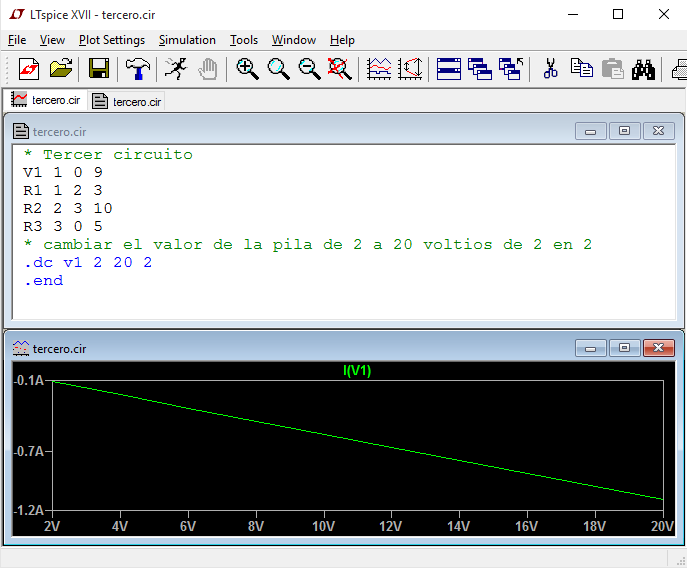 LTspice XVII - tercero.cir
File View Plot Settings Simulation Tools Window Help
tercero.cir tercero.cir
tercero.cir
* Tercer circuito
V1 1 0 9
R1 1 2 3
R2 2 3 10
R3 3 0 5
* cambiar el valor de la pila de 2 a 20 voltios de 2 en 2
.dc v1 2 20 2
.end
tercero.cir
I(V1)
-0.1A
-0.7A
-1.2A
2V 4V 6V 8V 10V 12V 14V 16V 18V 20V